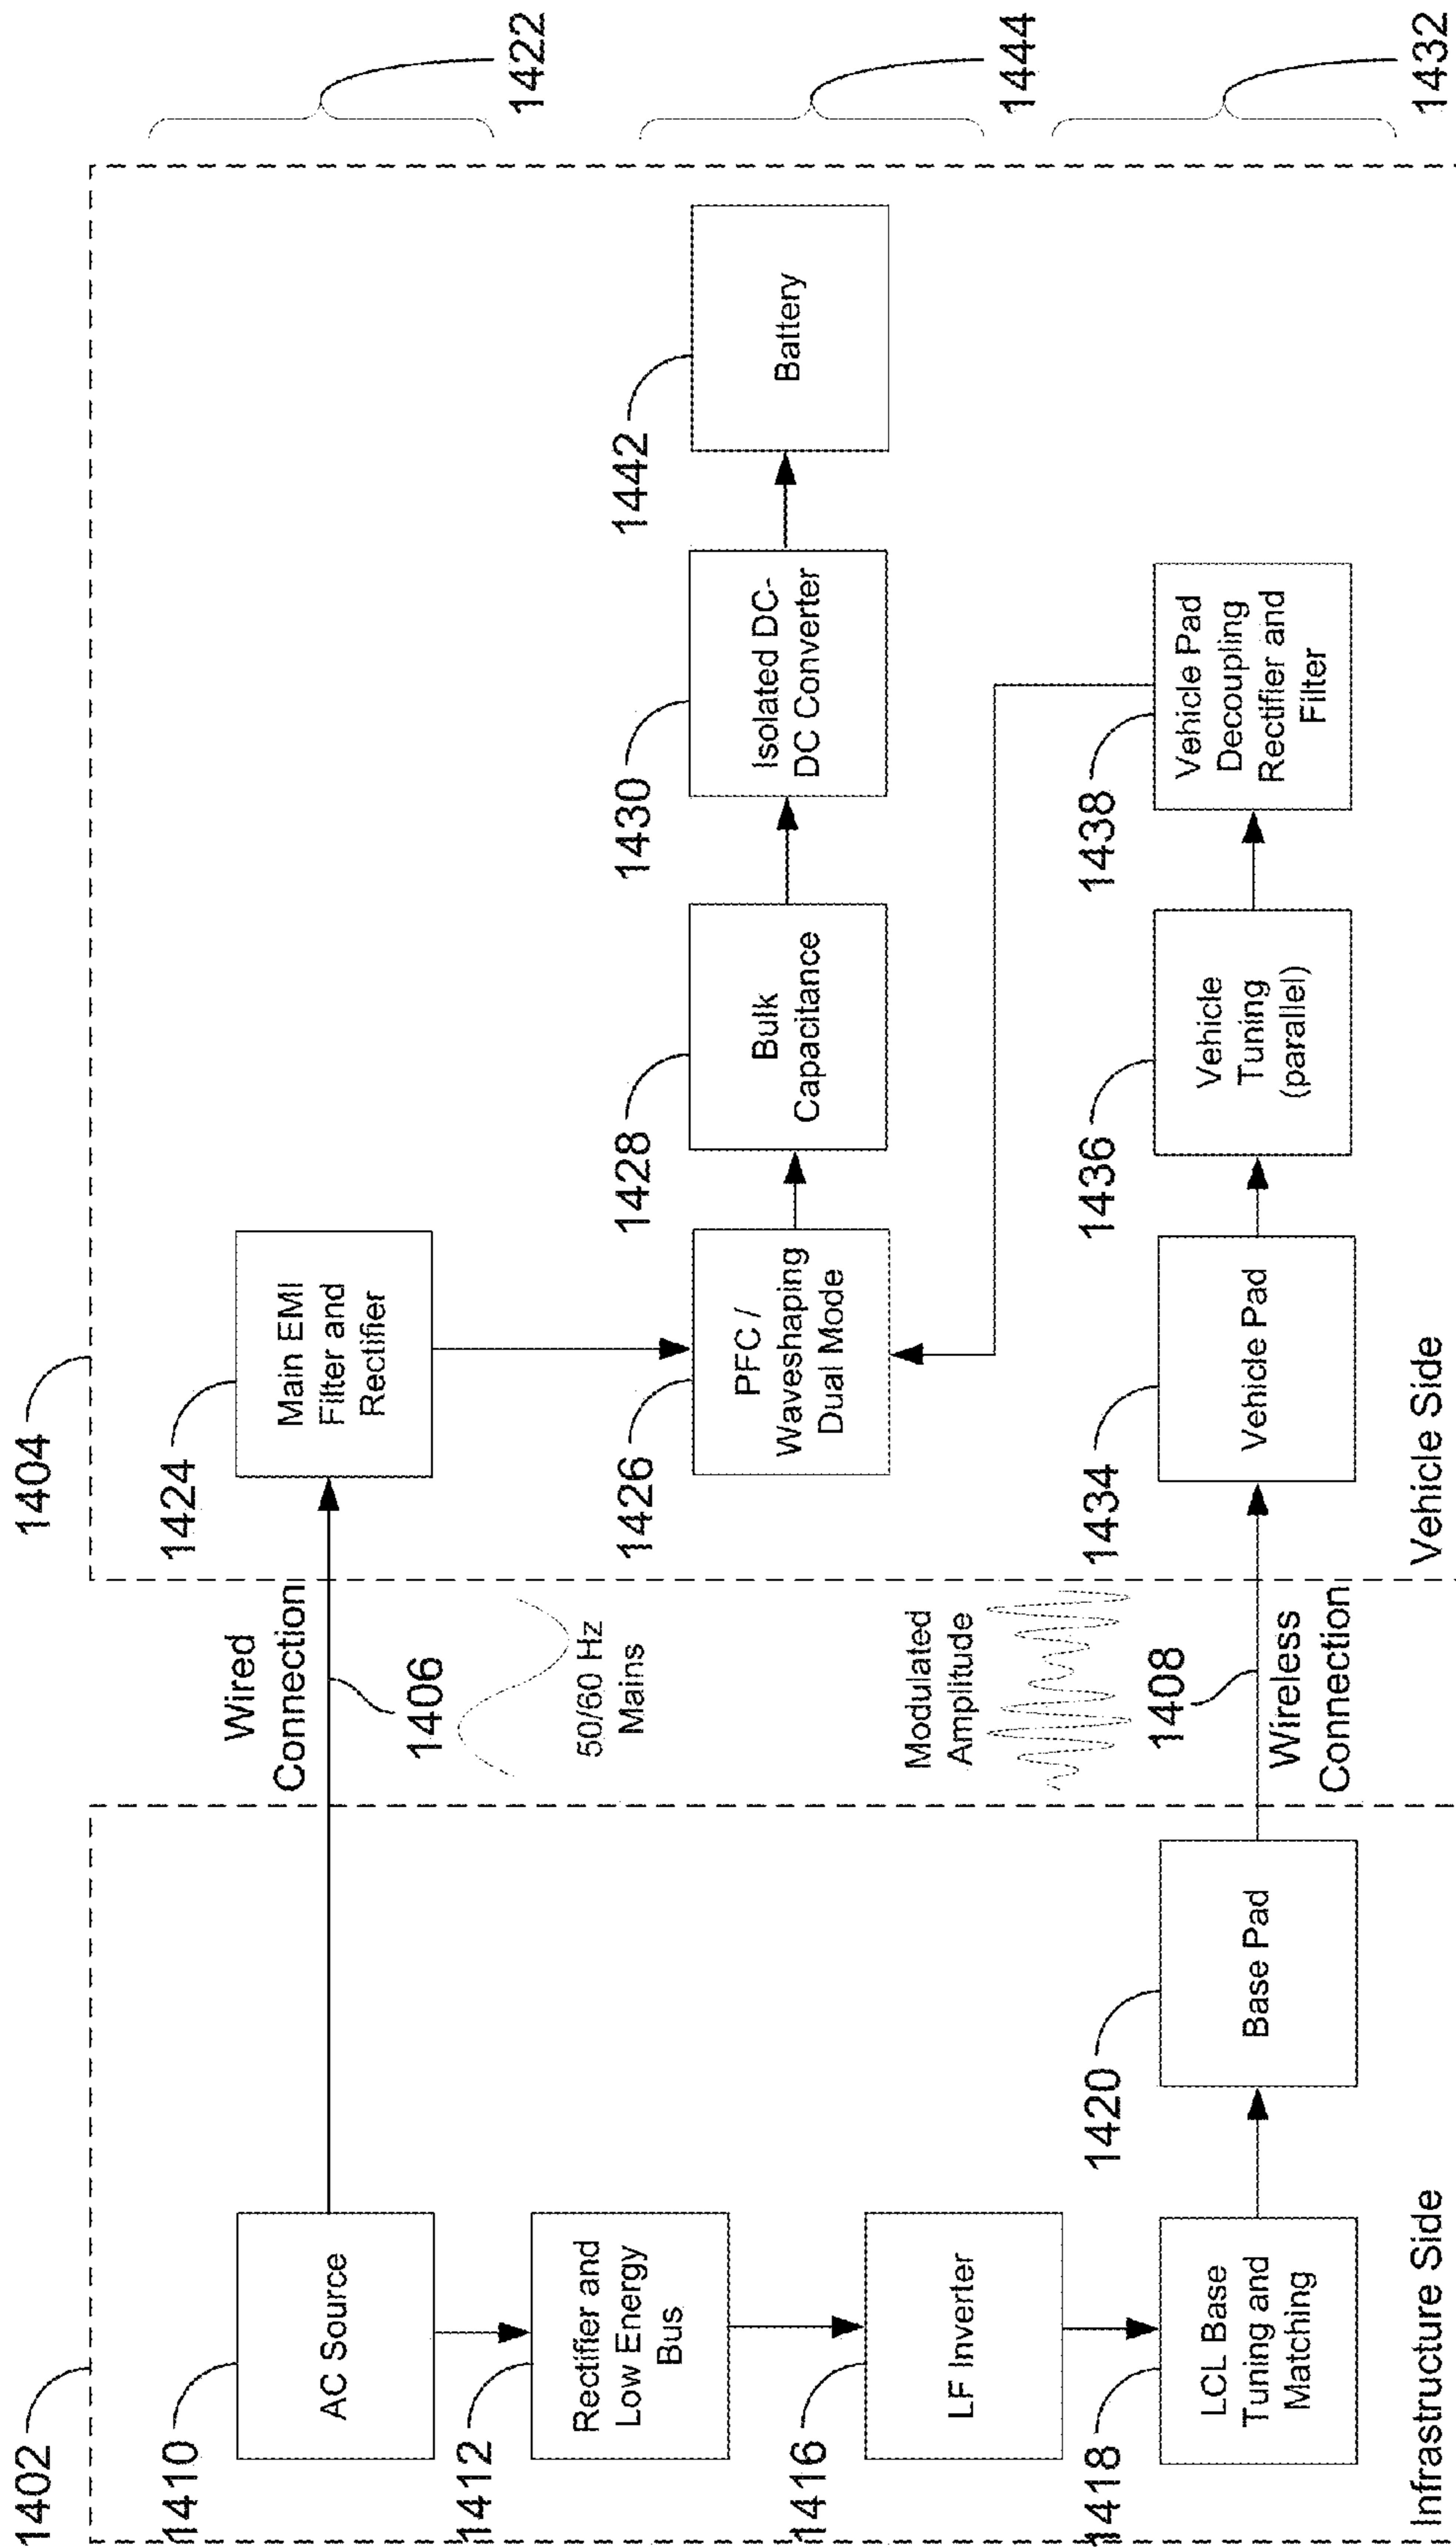 1402
1404
1410
AC Source
Wired
Connection
1406
50/60 Hz
Mains
1424
Main EMI
Filter and
Rectifier
1422
1412
Rectifier and
Low Energy
Bus
1426
PFC /
Waveshaping
Dual Mode
1428
Bulk
Capacitance
1430
Isolated DC-
DC Converter
1442
Battery
1444
1416
LF Inverter
Modulated
Amplitude
1408
Wireless
Connection
1418
LCL Base
Tuning and
Matching
1420
Base Pad
1434
Vehicle Pad
1436
Vehicle
Tuning
(parallel)
1438
Vehicle Pad
Decoupling
Rectifier and
Filter
1432
Infrastructure Side
Vehicle Side